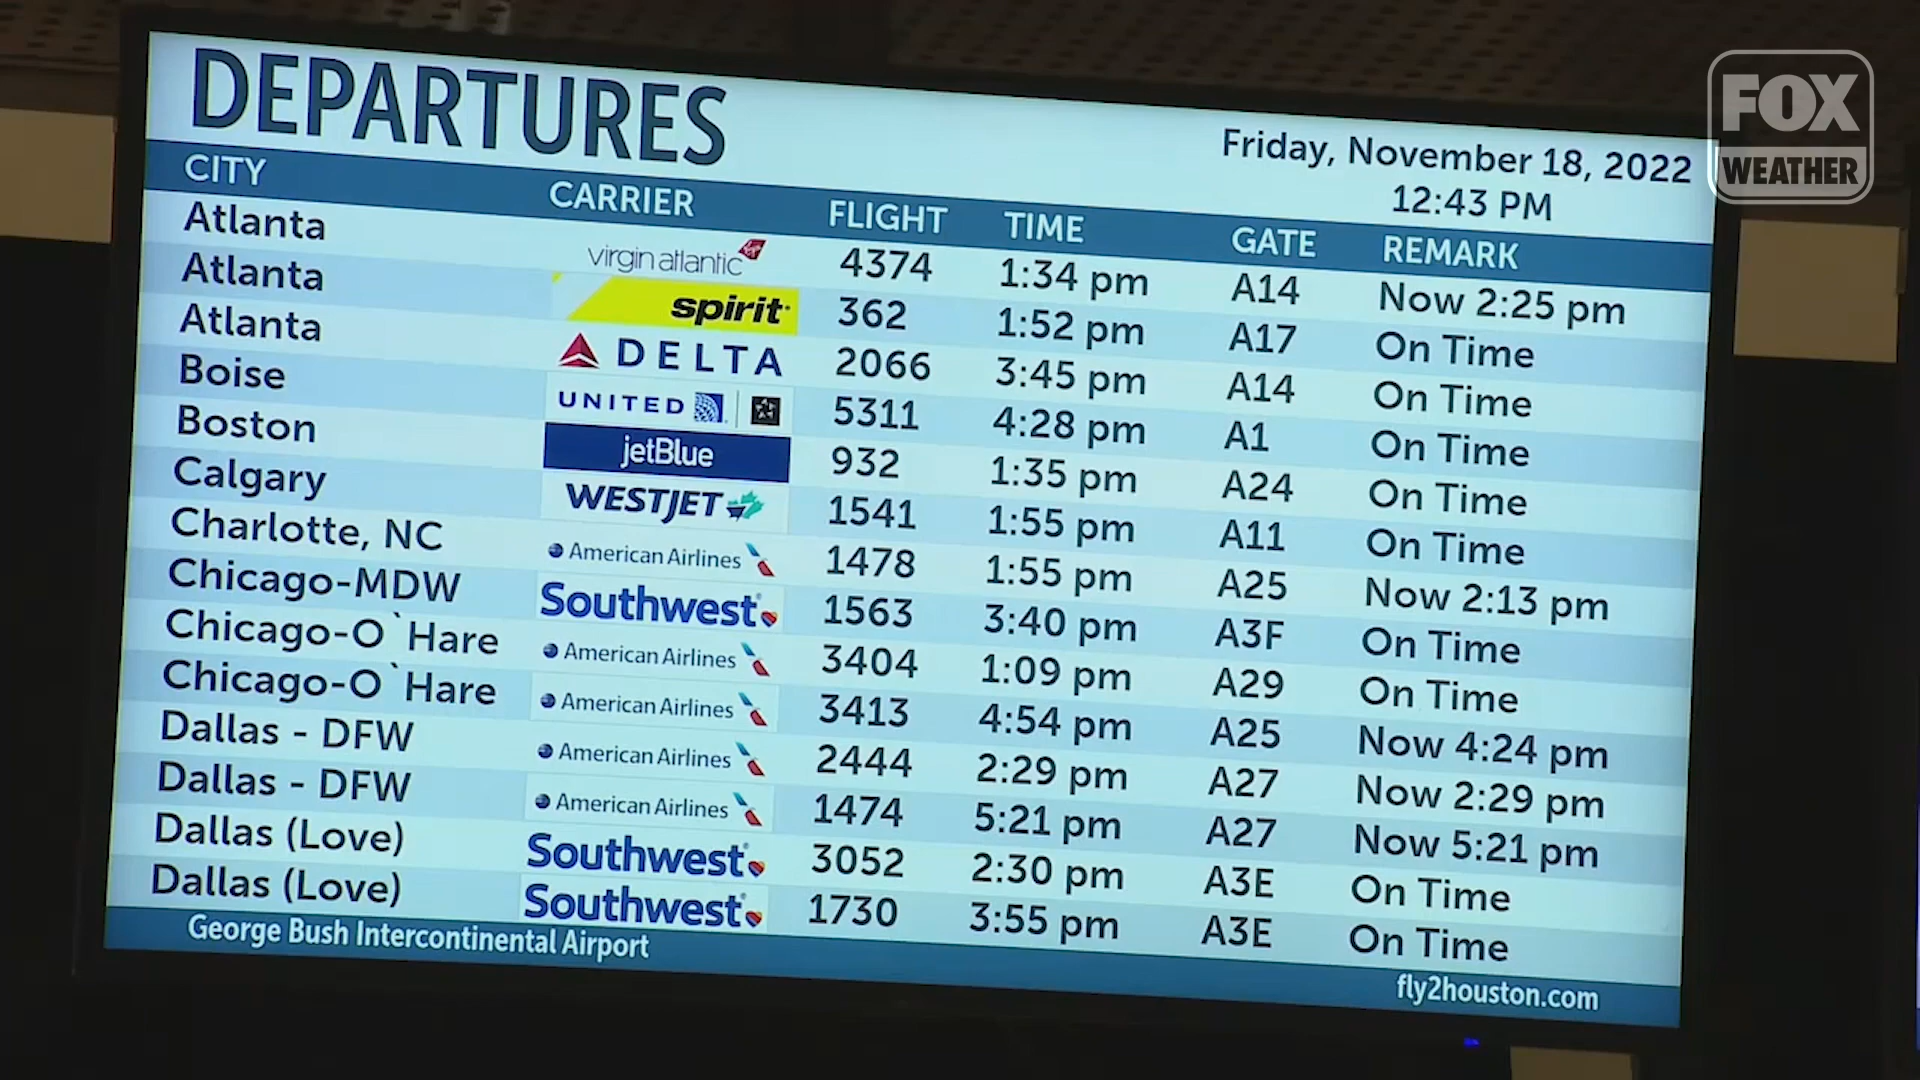 DEPARTURES
Friday, November 18, 2022
12:43 PM
FOX
WEATHER
CITY CARRIER FLIGHT TIME GATE REMARK
Atlanta virgin atlantic 4374 1:34 pm A14 Now 2:25 pm
Atlanta spirit 362 1:52 pm A17 On Time
Atlanta DELTA 2066 3:45 pm A14 On Time
Boise UNITED 5311 4:28 pm A1 On Time
Boston jetBlue 932 1:35 pm A24 On Time
Calgary WESTJET 1541 1:55 pm A11 On Time
Charlotte, NC American Airlines 1478 1:55 pm A25 Now 2:13 pm
Chicago-MDW Southwest 1563 3:40 pm A3F On Time
Chicago-O`Hare American Airlines 3404 1:09 pm A29 On Time
Chicago-O`Hare American Airlines 3413 4:54 pm A25 Now 4:24 pm
Dallas - DFW American Airlines 2444 2:29 pm A27 Now 2:29 pm
Dallas - DFW American Airlines 1474 5:21 pm A27 Now 5:21 pm
Dallas (Love) Southwest 3052 2:30 pm A3E On Time
Dallas (Love) Southwest 1730 3:55 pm A3E On Time
George Bush Intercontinental Airport
fly2houston.com